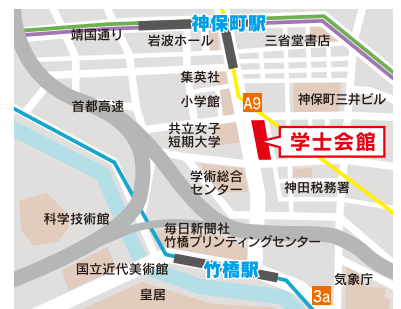 神保町駅
靖国通り
岩波ホール
三省堂書店
集英社
小学館
A9
神保町三井ビル
首都高速
共立女子
短期大学
学士会館
学術総合
センター
神田税務署
科学技術館
毎日新聞社
竹橋プリンティングセンター
国立近代美術館
竹橋駅
気象庁
皇居
3a